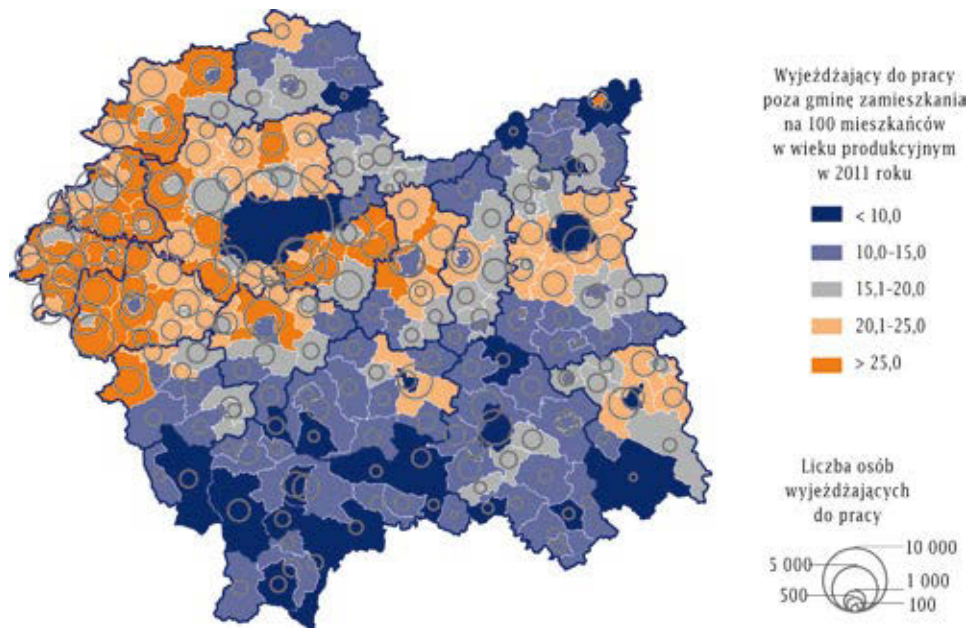 Wyjeżdżający do pracy
poza gminę zamieszkania
na 100 mieszkańców
w wieku produkcyjnym
w 2011 roku
< 10,0
10,0-15,0
15,1-20,0
20,1-25,0
> 25,0
Liczba osób
wyjeżdżających
do pracy
10 000
5 000
1 000
500
100